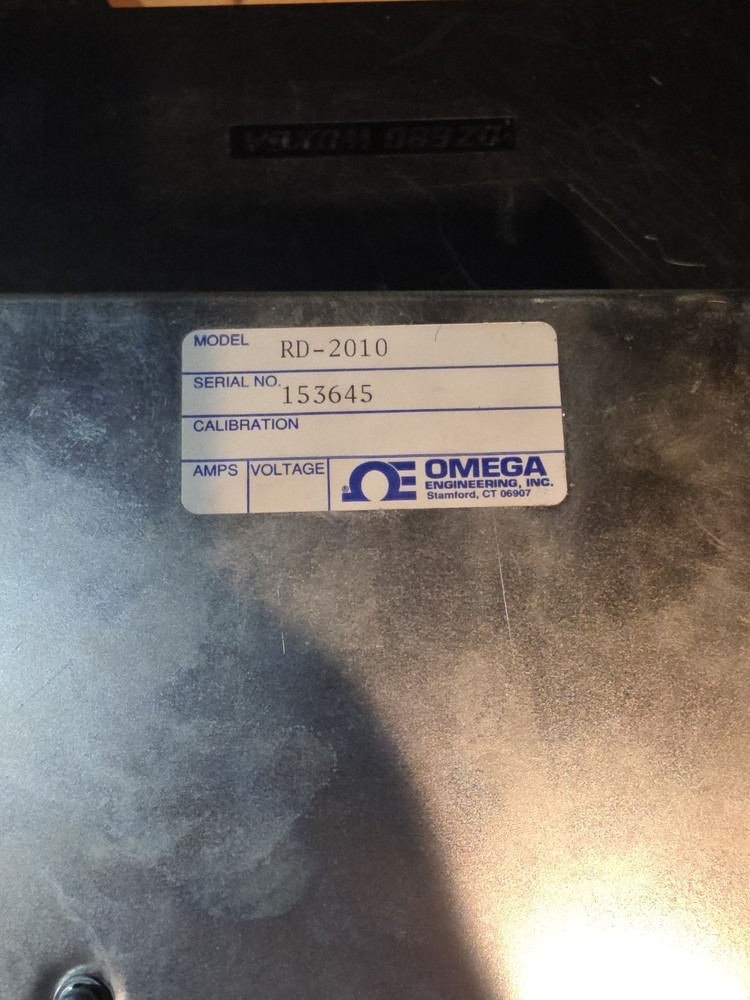 MODEL RD-2010
SERIAL NO. 153645
CALIBRATION
AMPS VOLTAGE
® OMEGA
ENGINEERING, INC.
Stamford, CT 06907